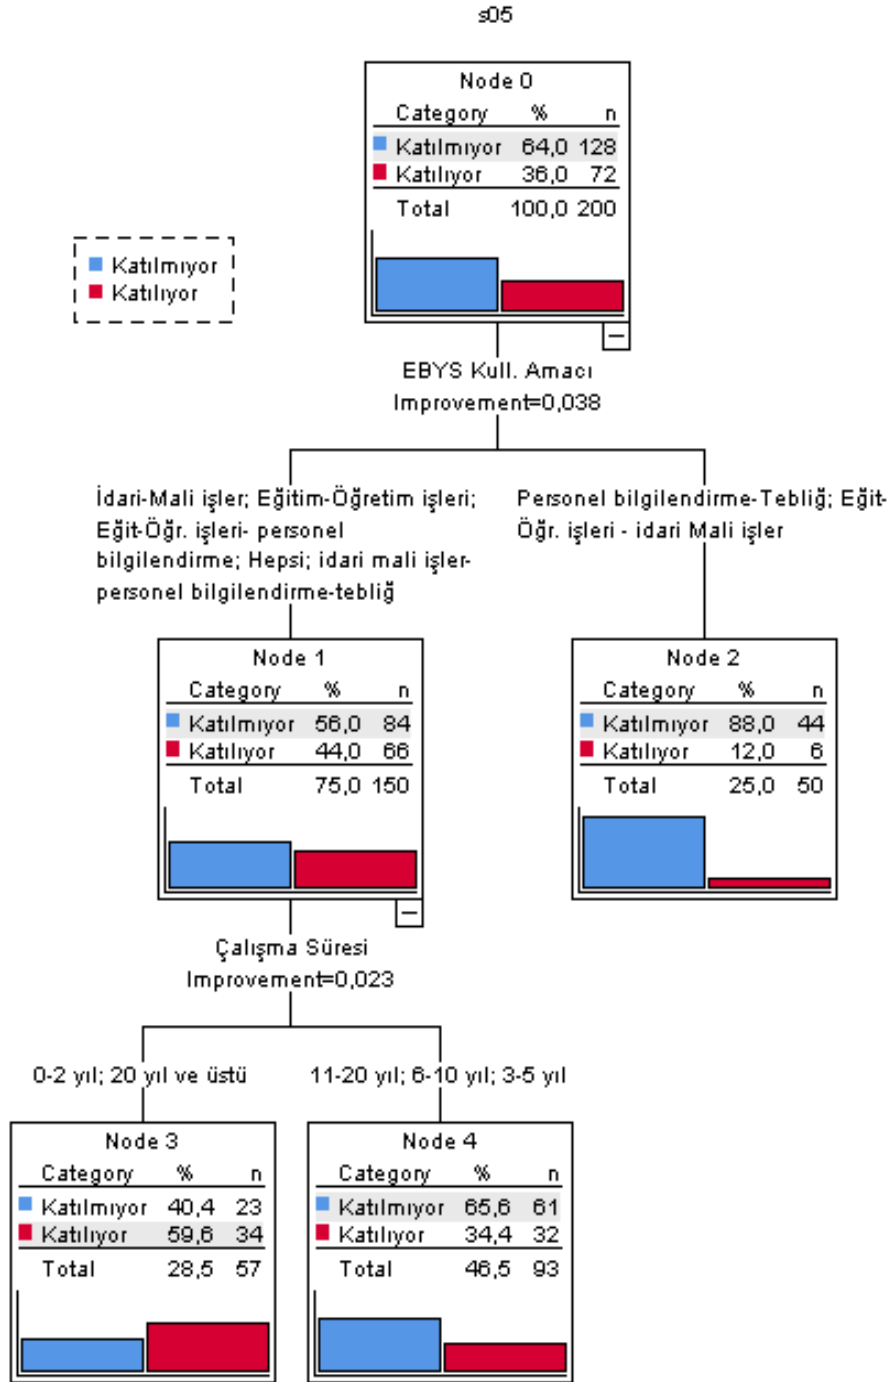 s05
Node 0
Category % n
Katılmıyor 64,0 128
Katılıyor 36,0 72
Total 100,0 200
Katılmıyor
Katılıyor
EBYS Kull. Amacı
Improvement=0,038
İdari-Mali işler; Eğitim-Öğretim işleri;
Eğit-Öğr. işleri- personel
bilgilendirme; Hepsi; idari mali işler-
personel bilgilendirme-tebliğ
Personel bilgilendirme-Tebliğ; Eğit-
Öğr. işleri - idari Mali işler
Node 1
Category % n
Katılmıyor 56,0 84
Katılıyor 44,0 66
Total 75,0 150
Node 2
Category % n
Katılmıyor 88,0 44
Katılıyor 12,0 6
Total 25,0 50
Çalışma Süresi
Improvement=0,023
0-2 yıl; 20 yıl ve üstü
11-20 yıl; 6-10 yıl; 3-5 yıl
Node 3
Category % n
Katılmıyor 40,4 23
Katılıyor 59,6 34
Total 28,5 57
Node 4
Category % n
Katılmıyor 65,6 61
Katılıyor 34,4 32
Total 46,5 93